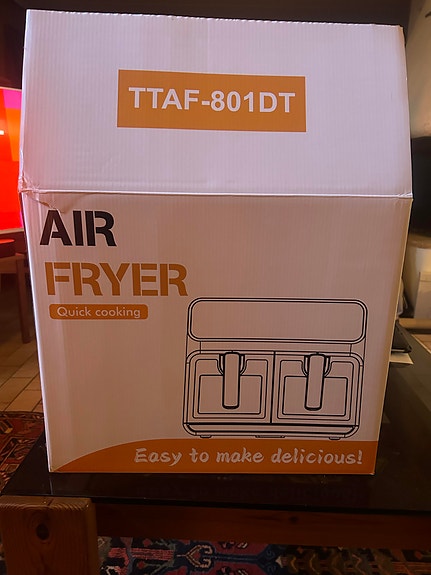 TTAF-801DT
AIR
FRYER
Quick cooking
Easy to make delicious!